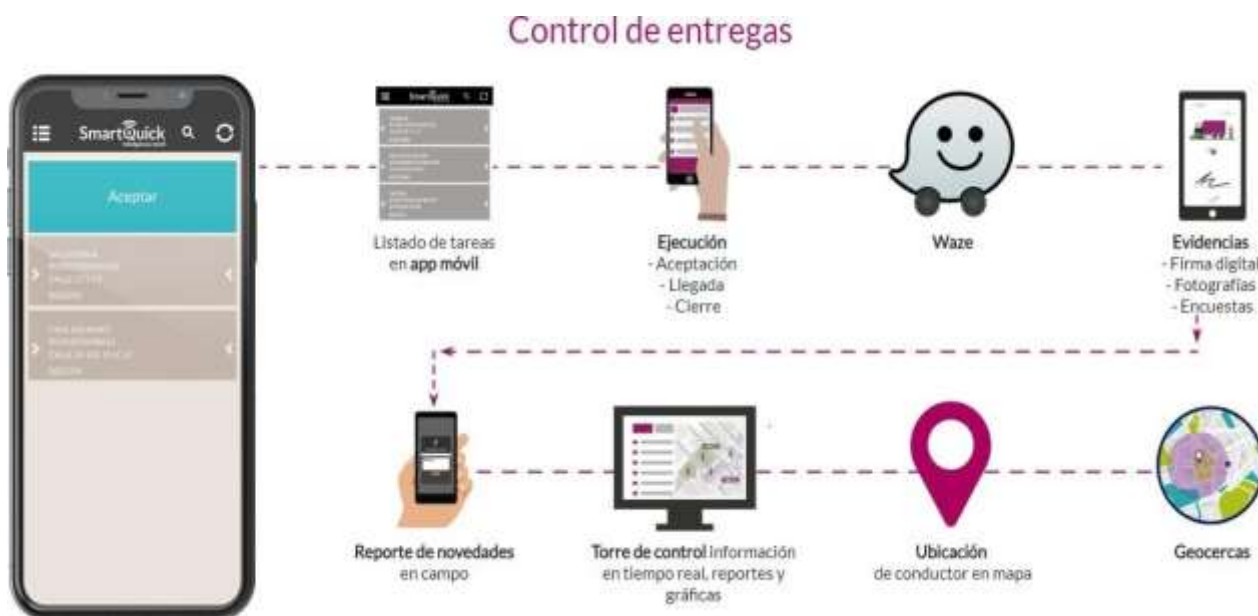 Control de entregas
SmartQuick
Aceptar
SmartQuick
Listado de tareas
en app móvil
Ejecución
- Aceptación
- Llegada
- Cierre
Waze
Evidencias
- Firma digital
- Fotografías
- Encuestas
Reporte de novedades
en campo
Torre de control información
en tiempo real, reportes y
gráficas
Ubicación
de conductor en mapa
Geocercas